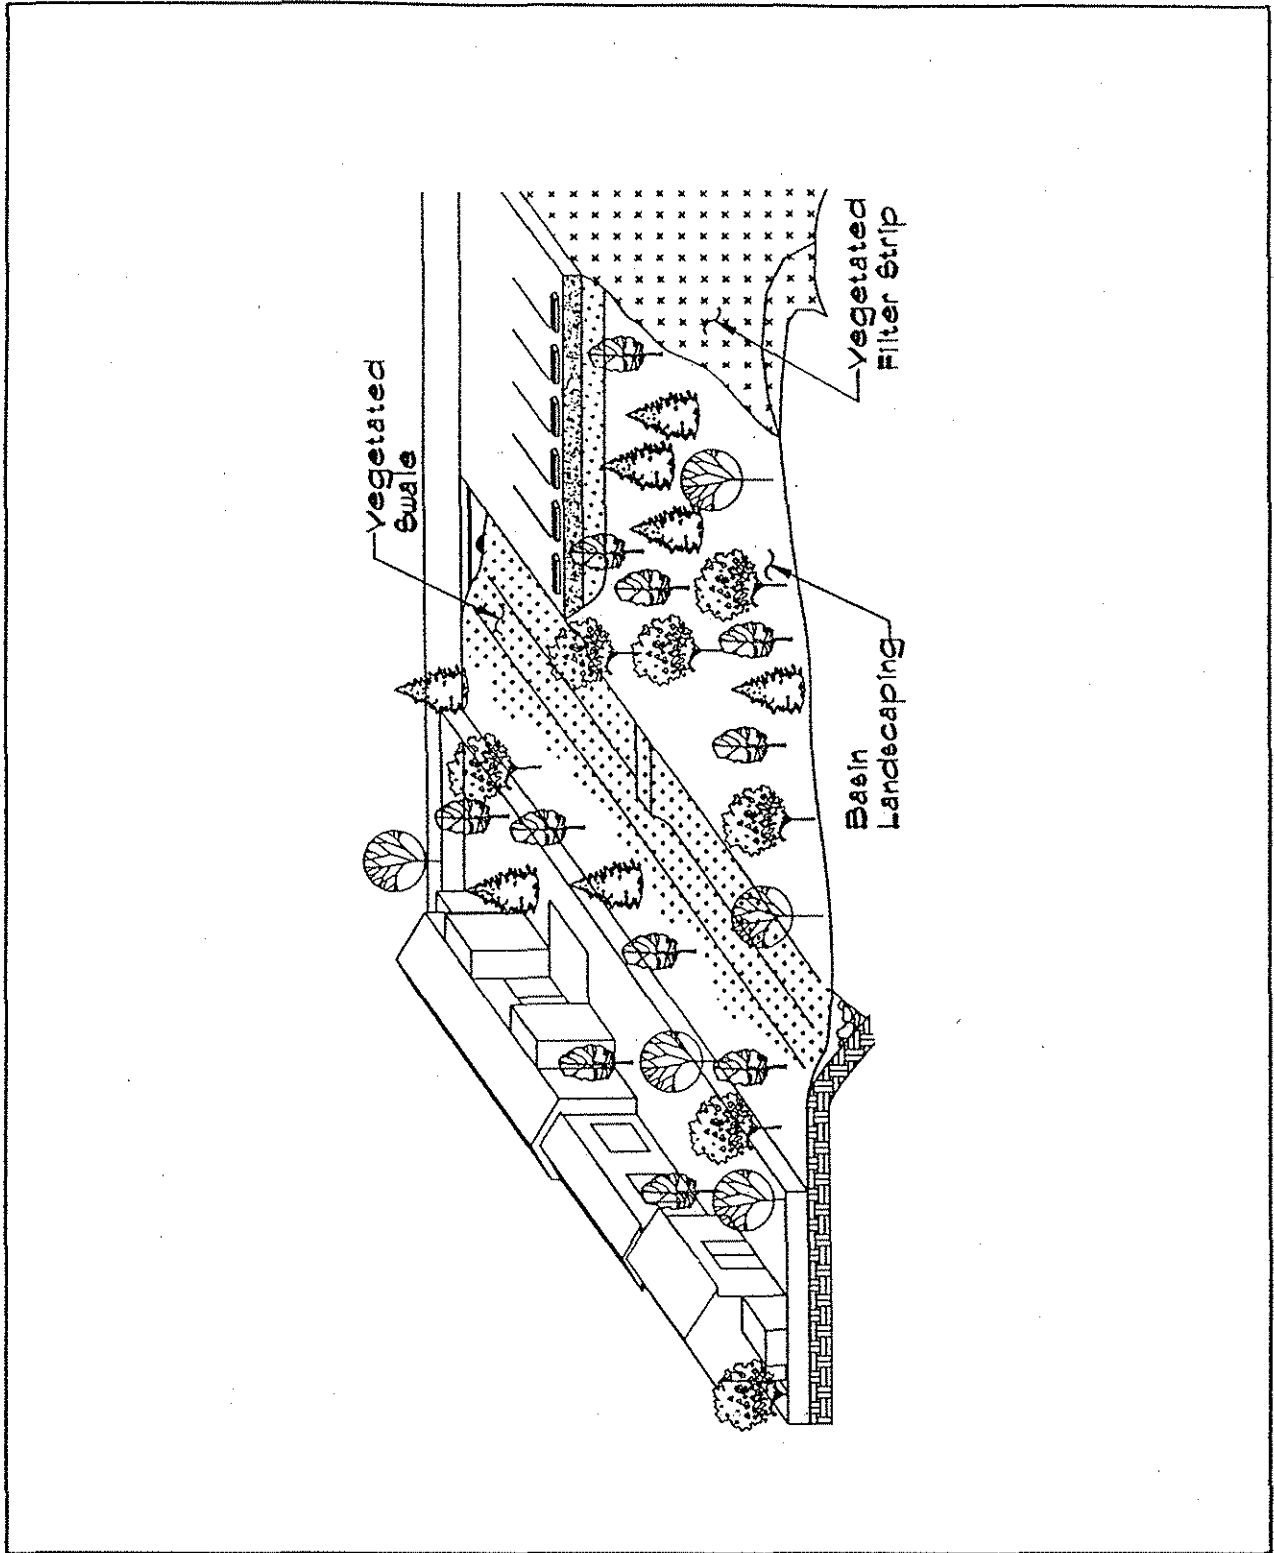 Vegetated
Swale
Vegetated
Filter Strip
Basin
Landscaping